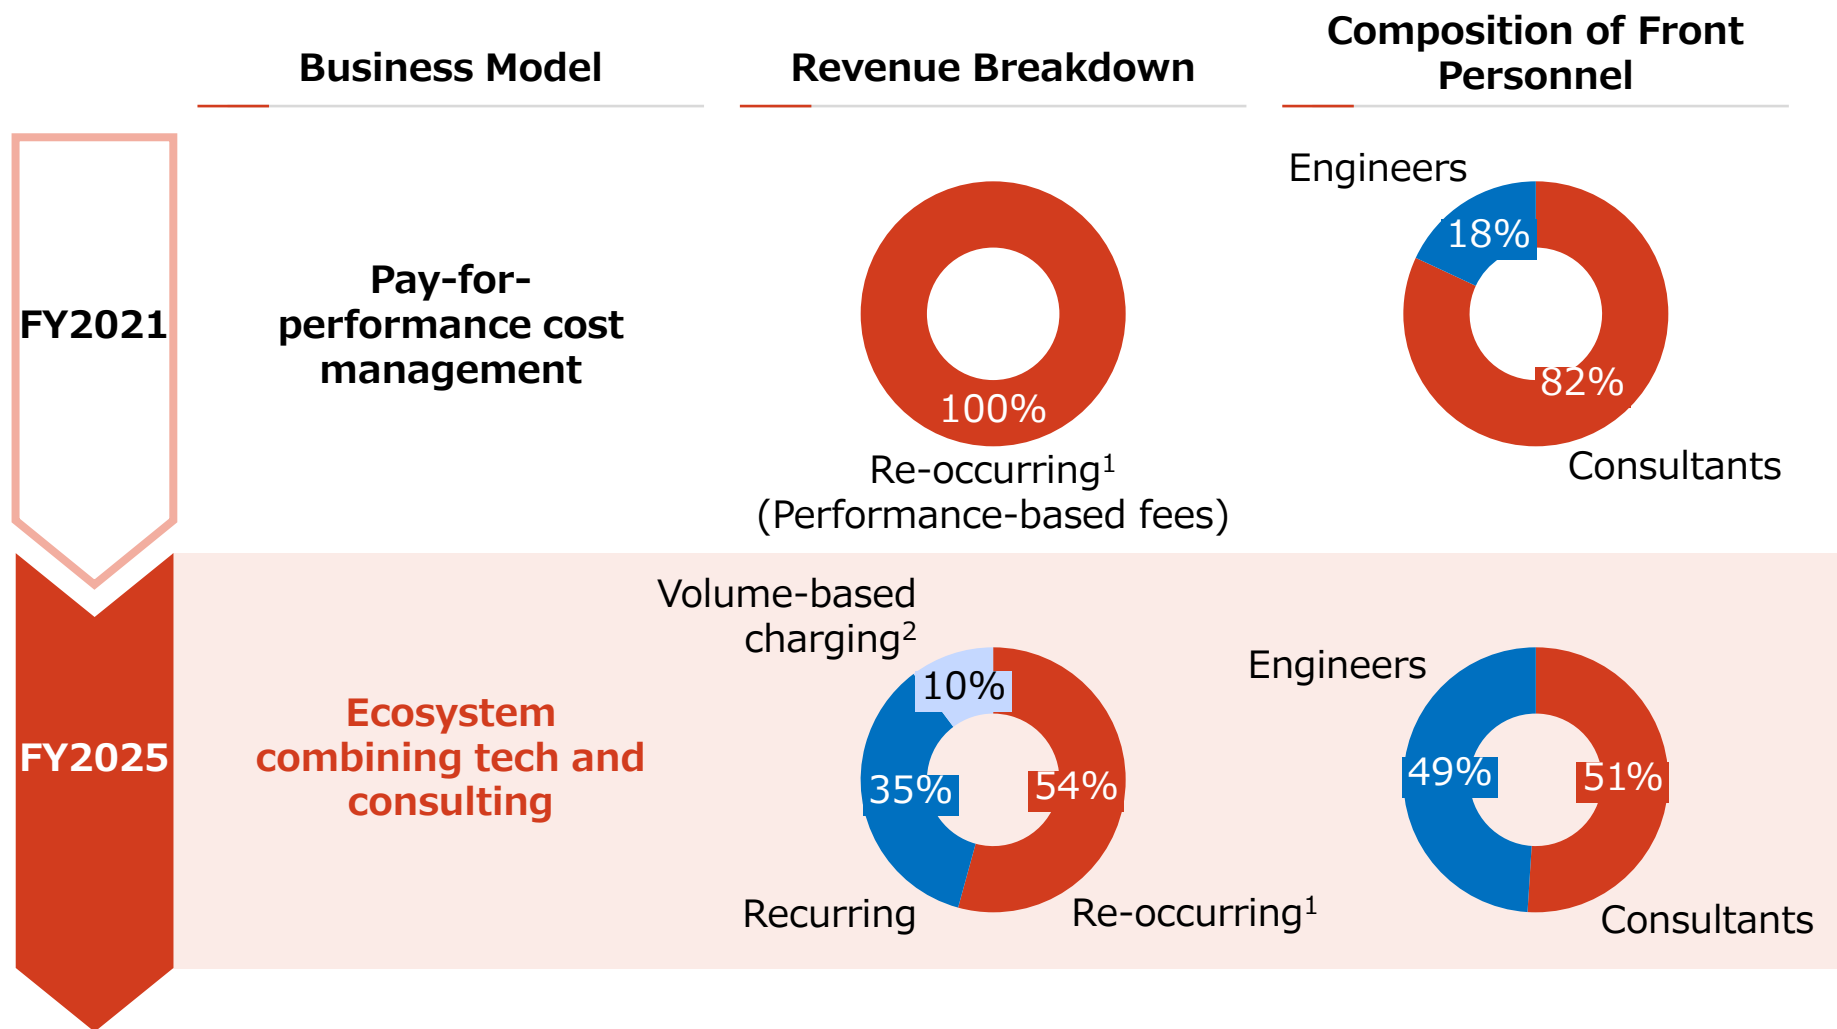 Business Model
Revenue Breakdown
Composition of Front
Personnel
FY2021
Pay-for-
performance cost
management
100%
Re-occurring¹
(Performance-based fees)
Engineers
18%
82%
Consultants
FY2025
Ecosystem
combining tech and
consulting
Volume-based
charging²
10%
35%
54%
Recurring
Re-occurring¹
Engineers
49%
51%
Consultants